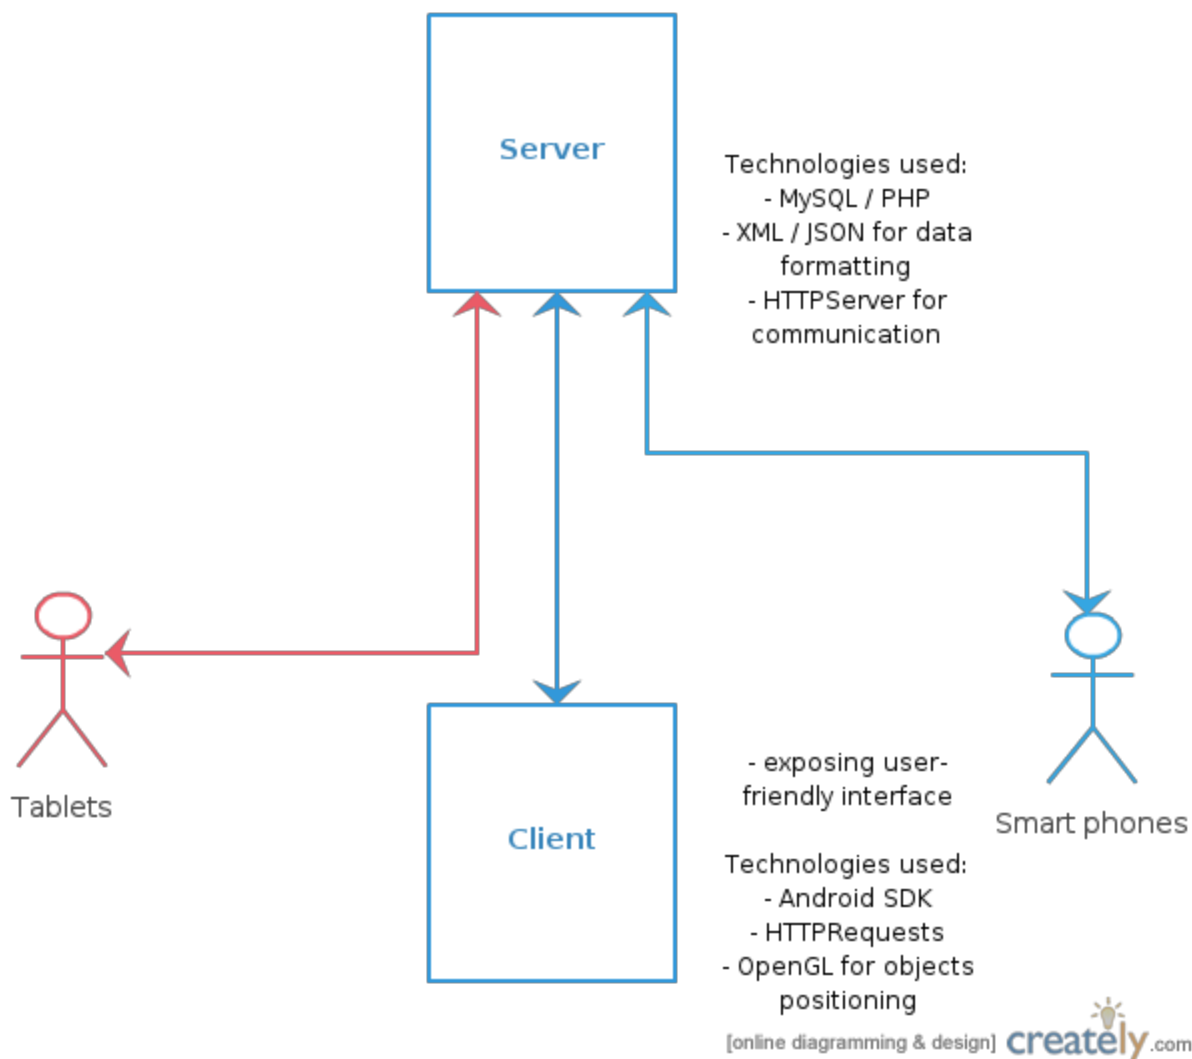 Server
Technologies used:
- MySQL / PHP
- XML / JSON for data
formatting
- HTTPServer for
communication
Tablets
Client
- exposing user-
friendly interface
Smart phones
Technologies used:
- Android SDK
- HTTPRequests
- OpenGL for objects
positioning
[online diagramming & design] creately.com